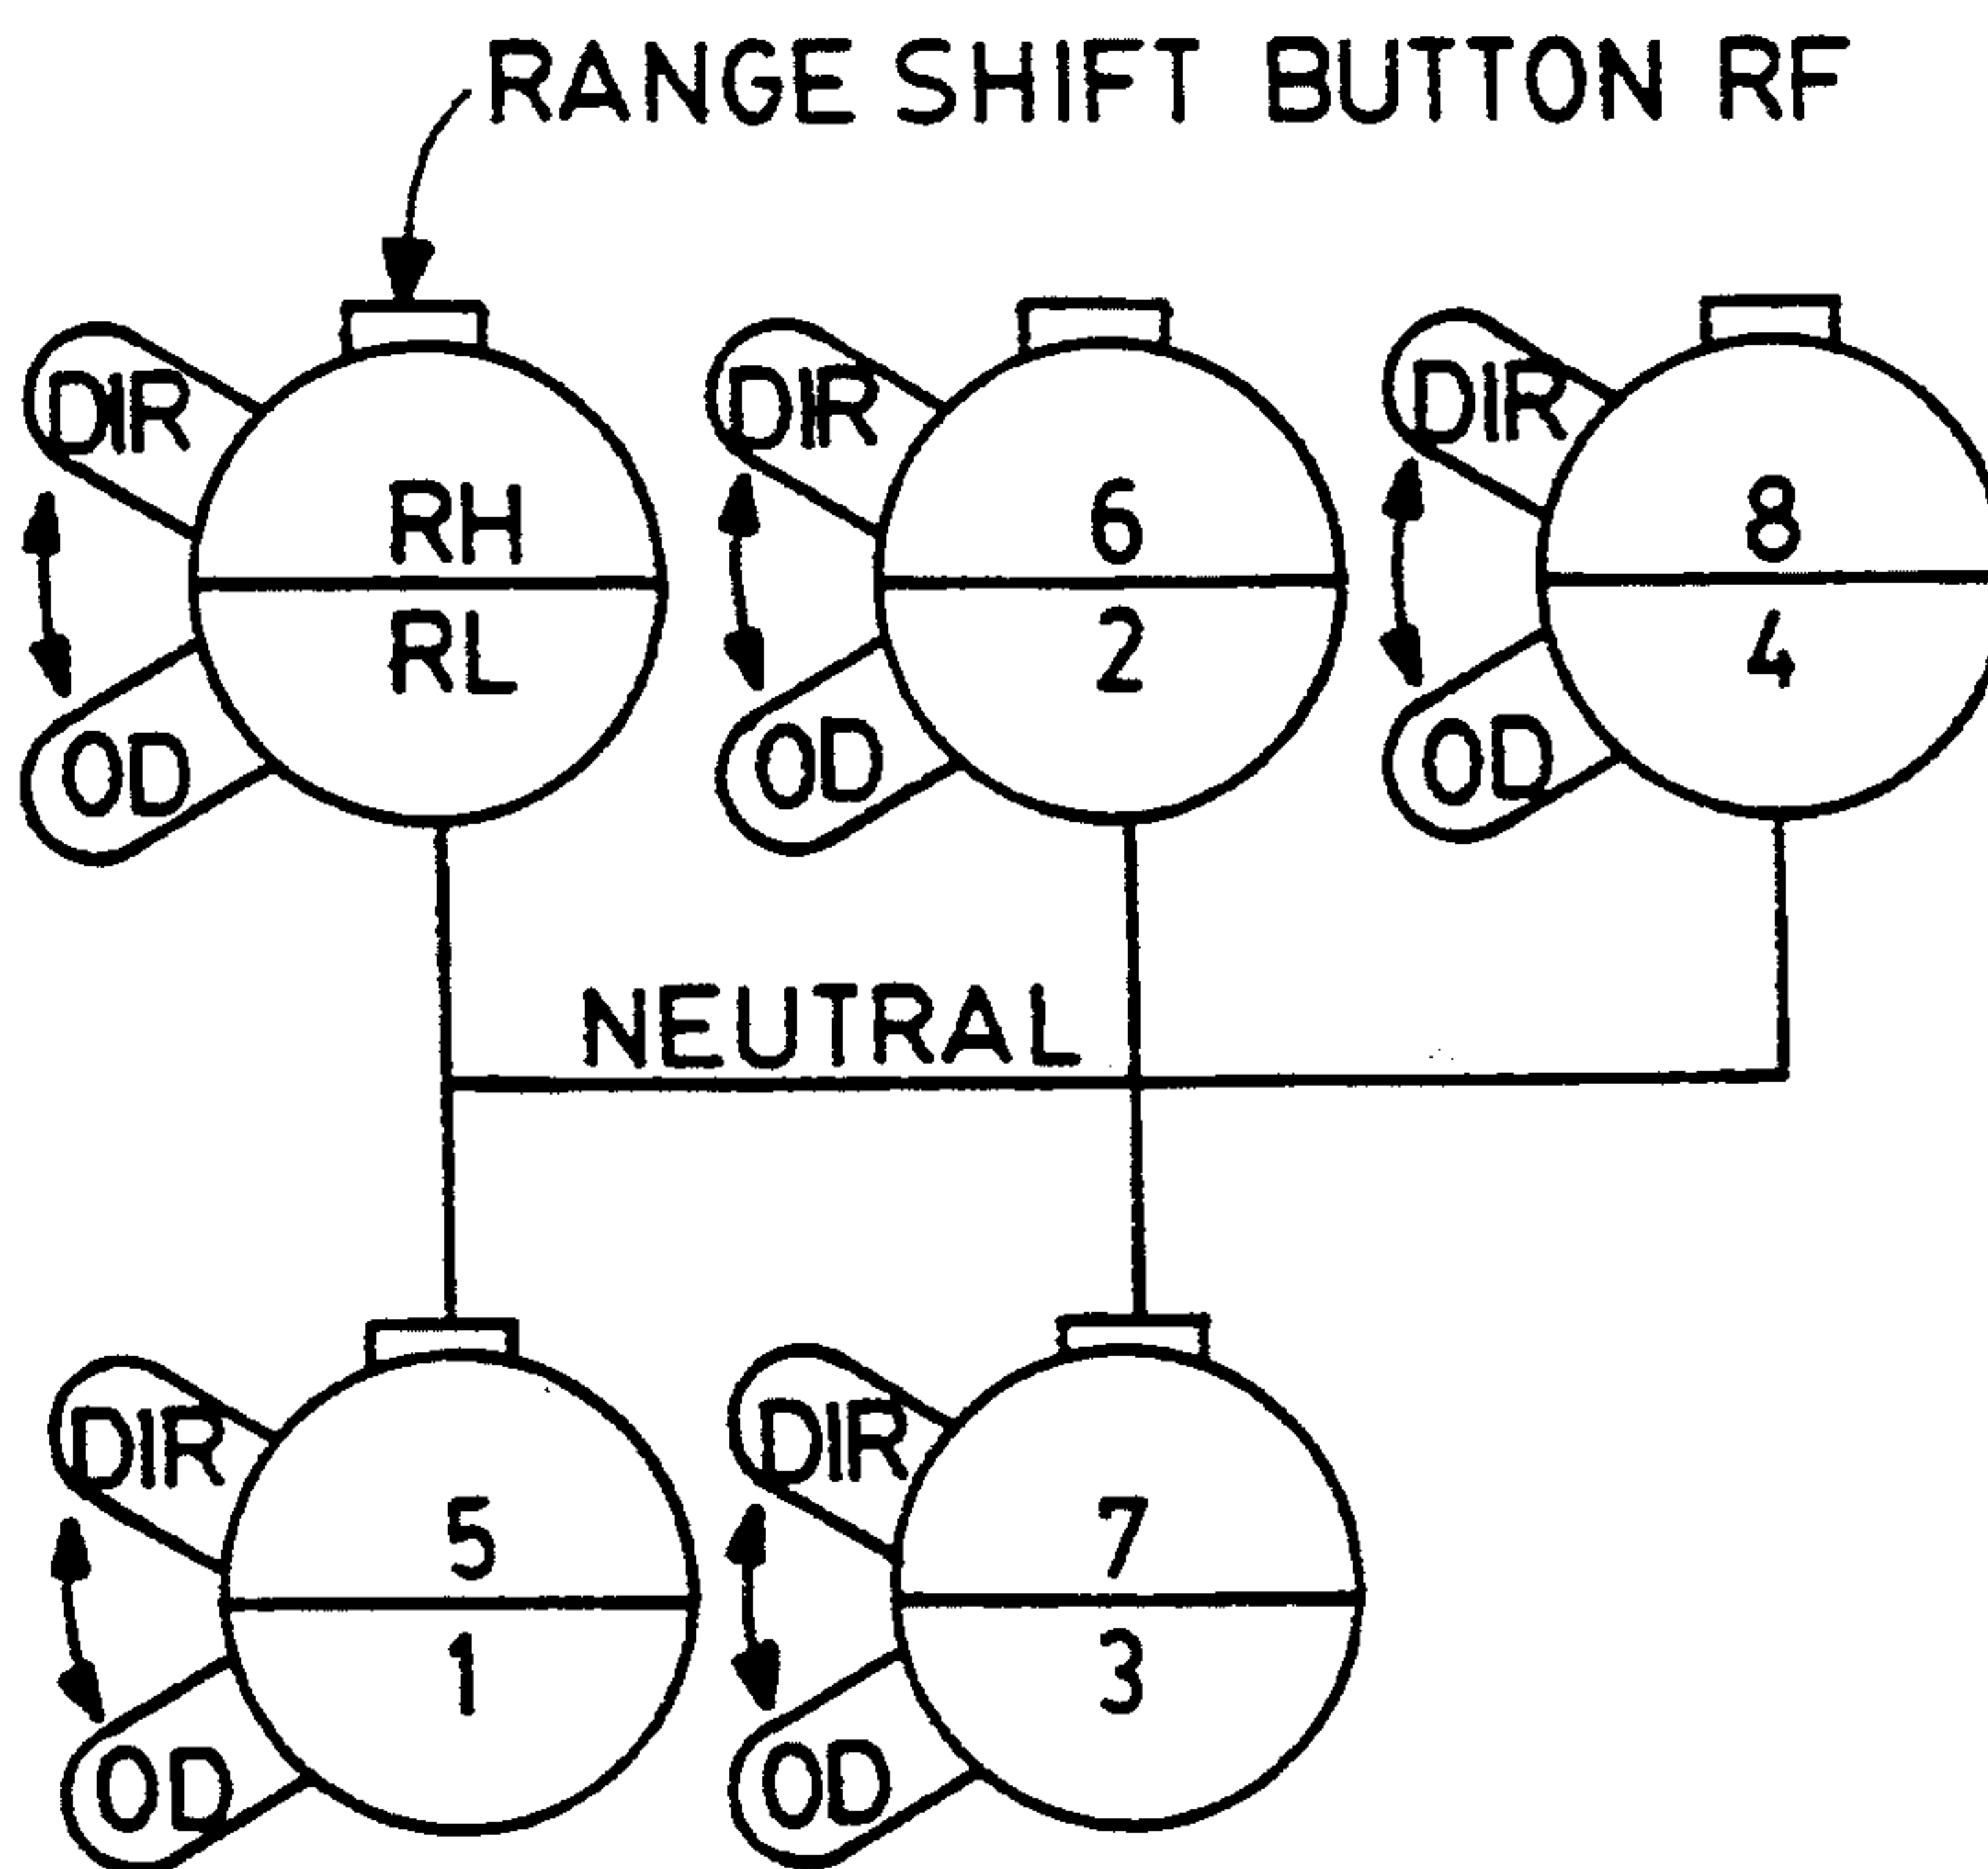 RANGE SHIFT BUTTON RF
DIR DIR DIR
RH 6 8
RL 2 4
OD OD OD
NEUTRAL
DIR DIR
5 7
1 3
OD OD